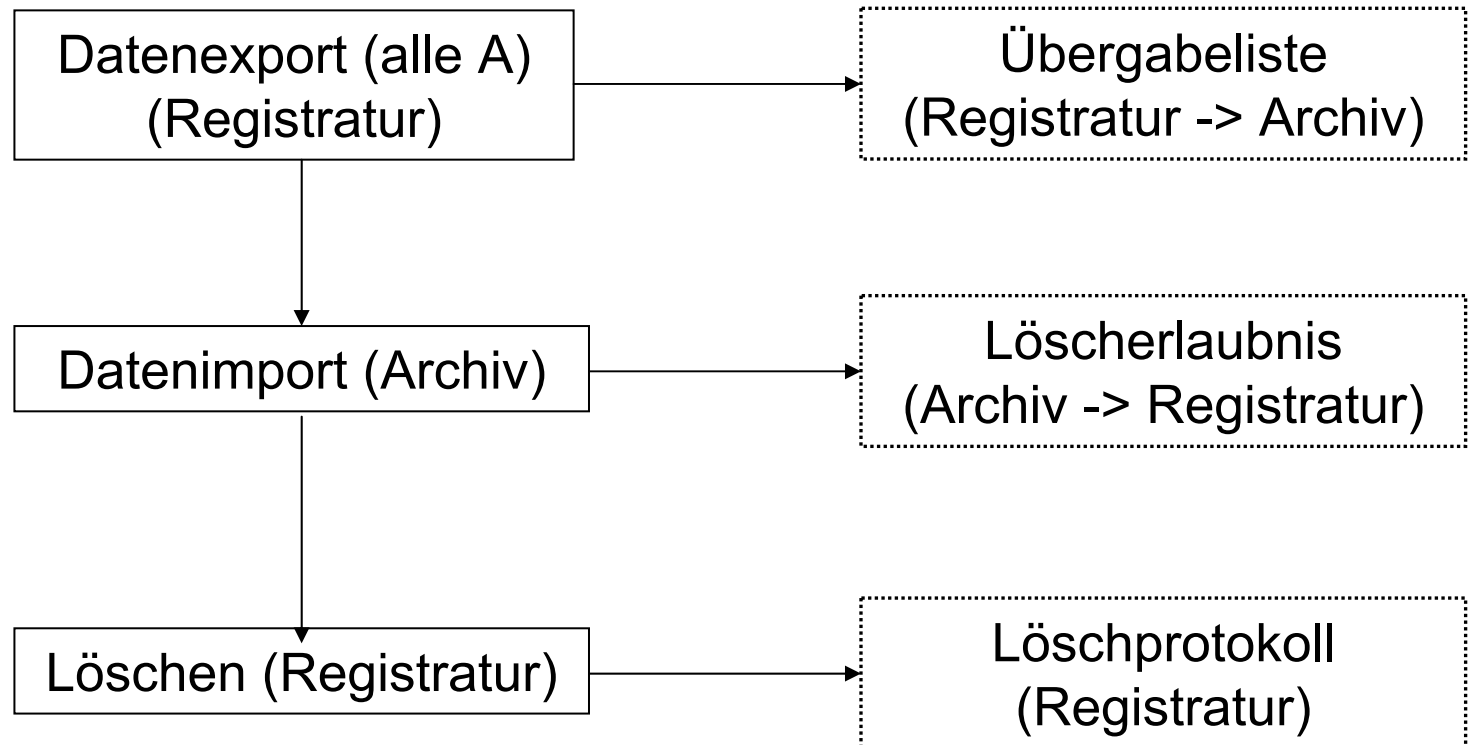 Datenexport (alle A)
(Registratur)
Übergabeliste
(Registratur -> Archiv)
Datenimport (Archiv)
Löscherlaubnis
(Archiv -> Registratur)
Löschen (Registratur)
Löschprotokoll
(Registratur)